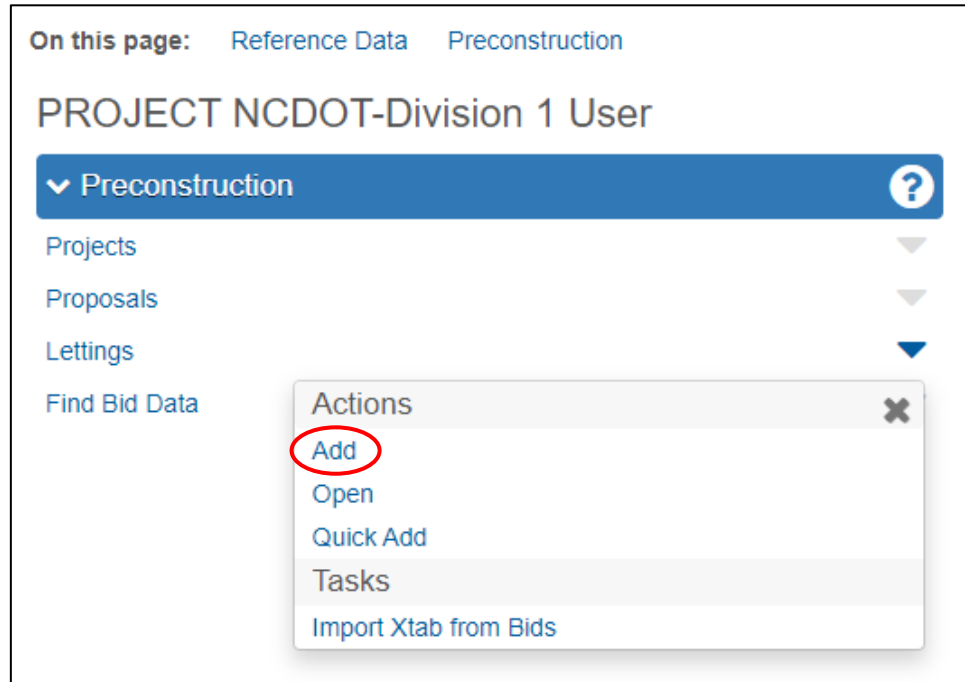 On this page: Reference Data Preconstruction
PROJECT NCDOT-Division 1 User
Preconstruction ?
Projects
Proposals
Lettings
Find Bid Data
Actions
Add
Open
Quick Add
Tasks
Import Xtab from Bids